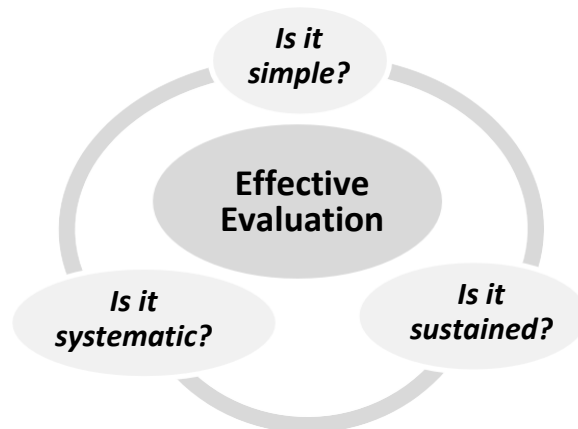 Is it
simple?
Effective
Evaluation
Is it
systematic?
Is it
sustained?